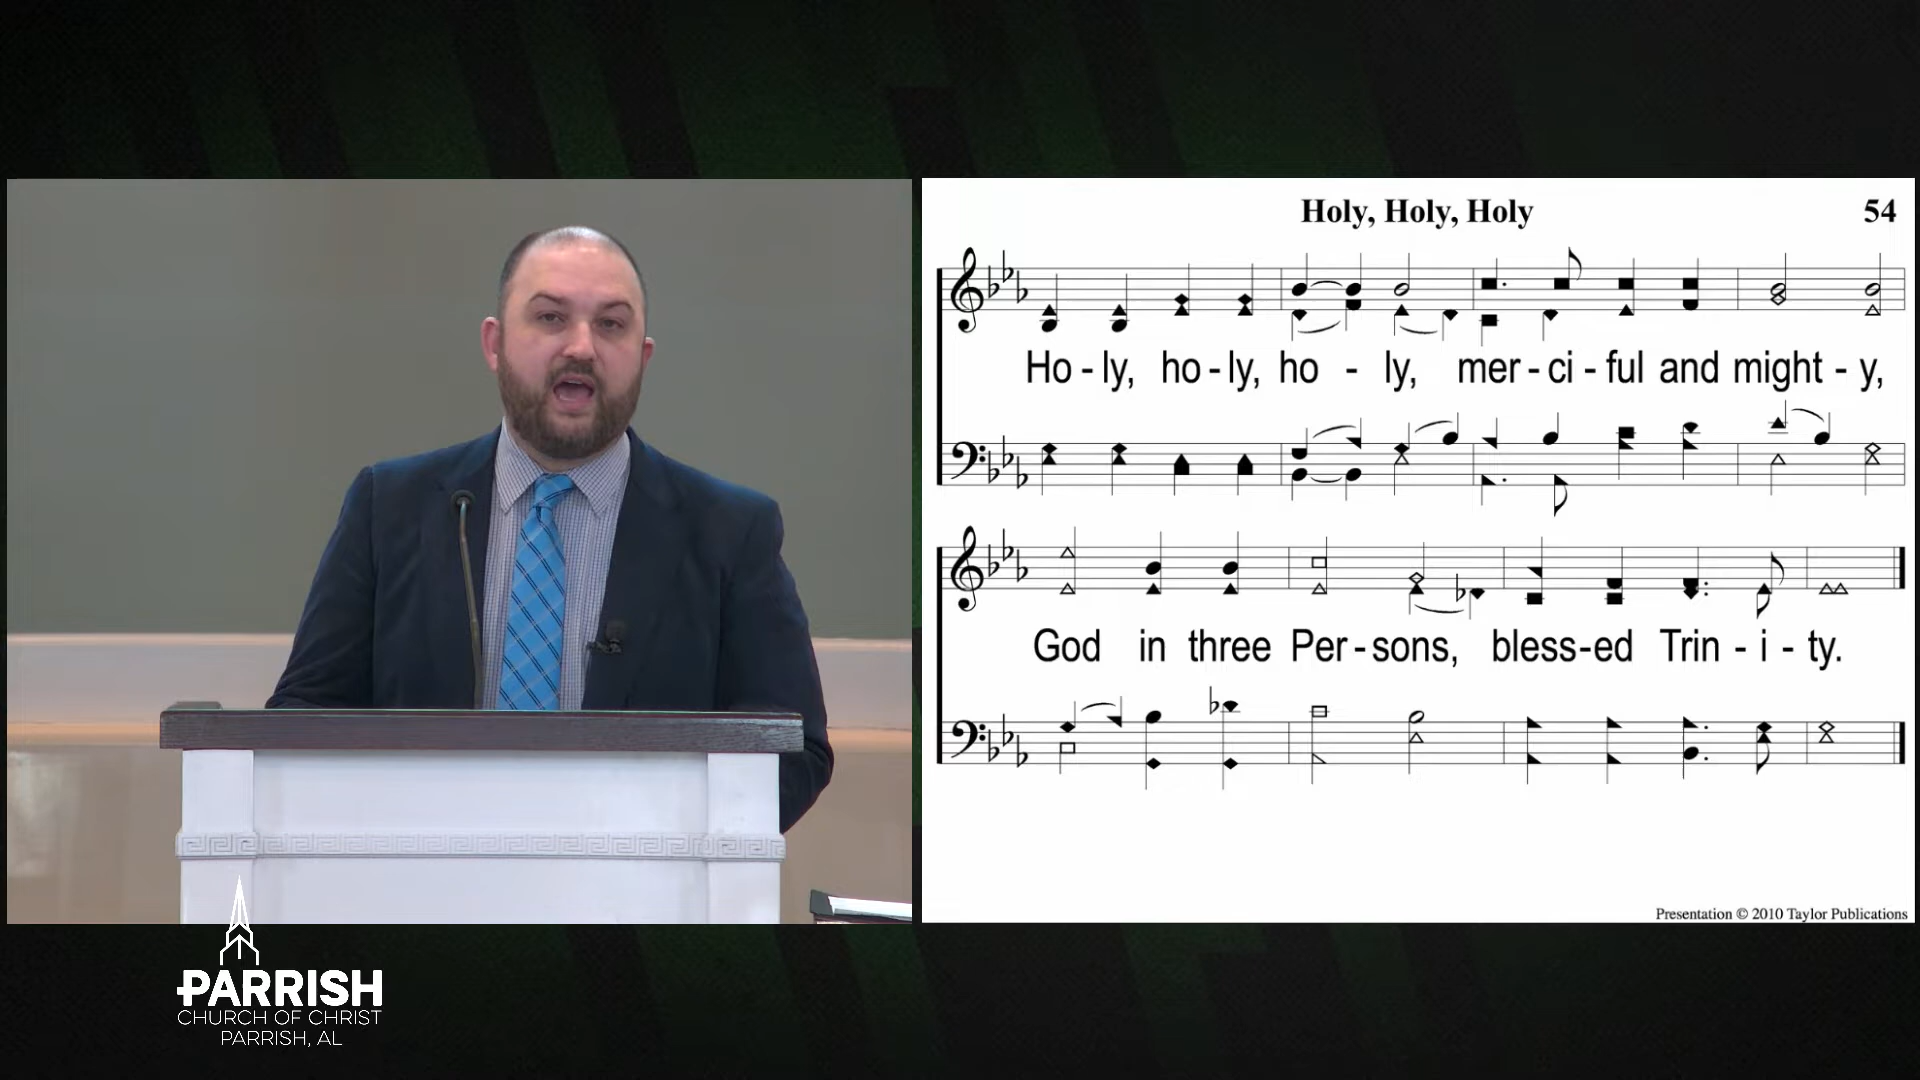 Holy, Holy, Holy 54
Ho - ly, ho - ly, ho - ly, mer - ci - ful and might - y,
God in three Per - sons, bless - ed Trin - i - ty.
Presentation © 2010 Taylor Publications
PARRISH
CHURCH OF CHRIST
PARRISH, AL